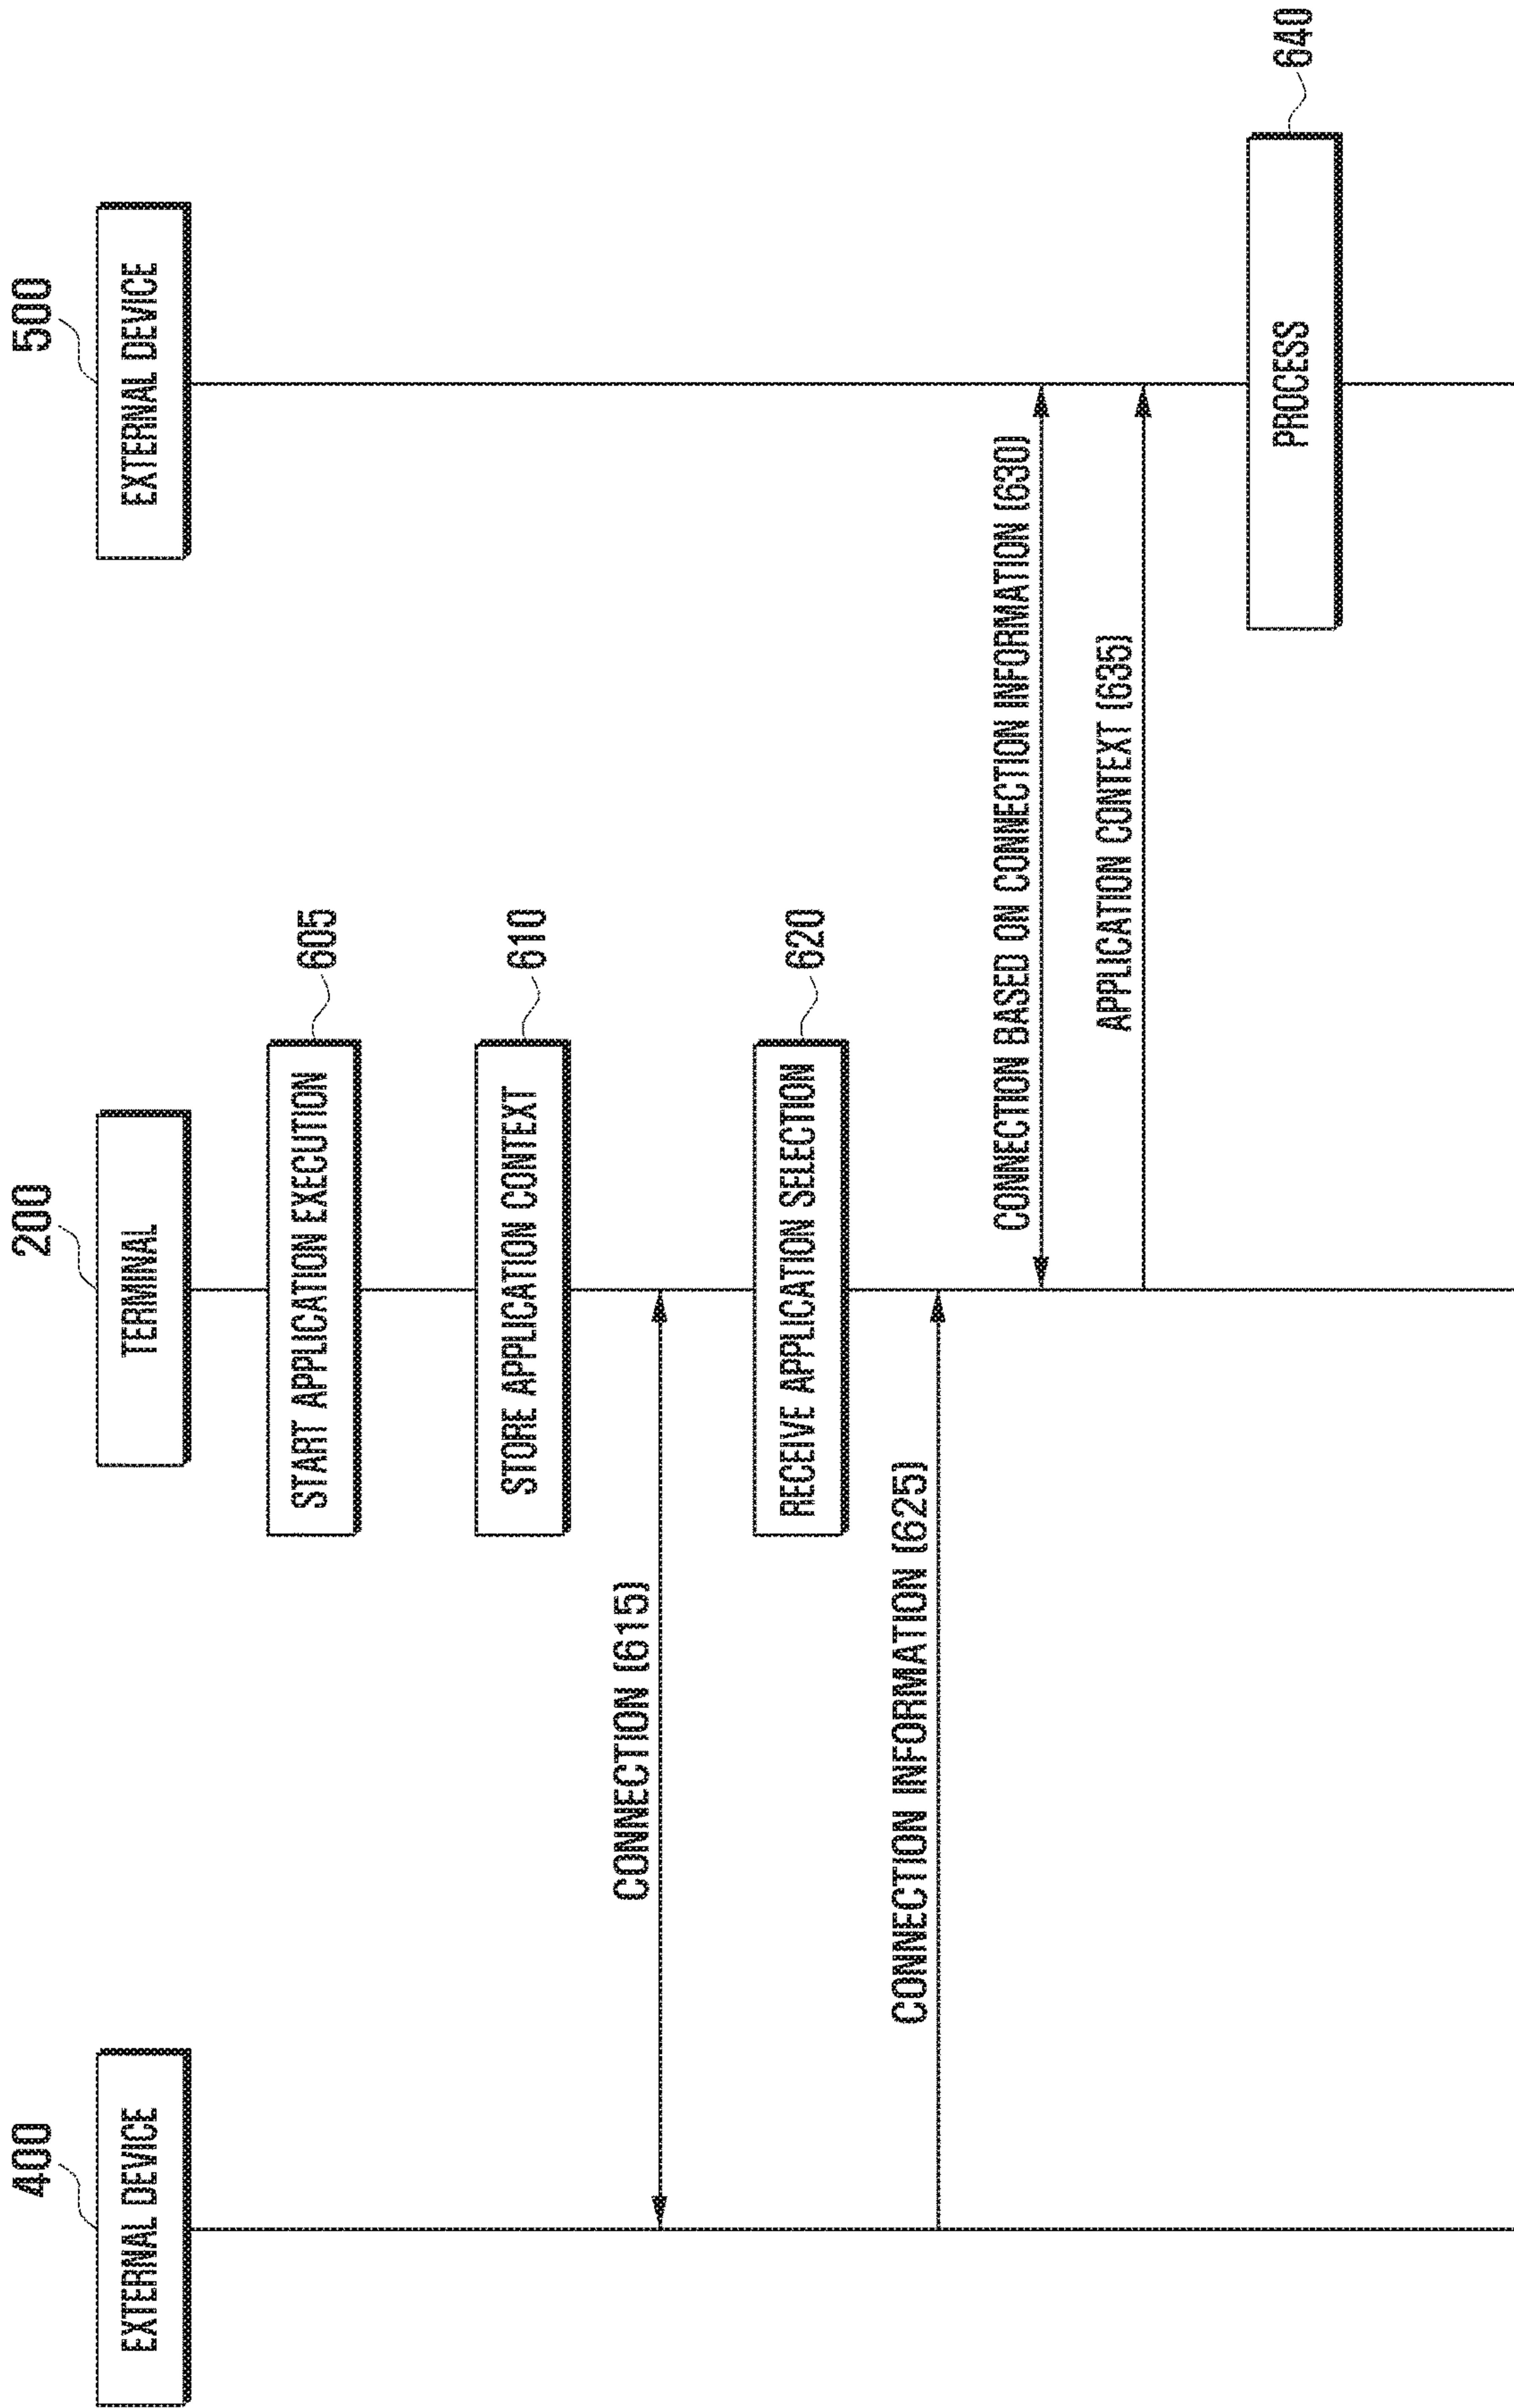 400
200
500
EXTERNAL DEVICE
TERMINAL
EXTERNAL DEVICE
START APPLICATION EXECUTION
605
STORE APPLICATION CONTEXT
610
CONNECTION (615)
RECEIVE APPLICATION SELECTION
620
CONNECTION INFORMATION (625)
CONNECTION BASED ON CONNECTION INFORMATION (630)
APPLICATION CONTEXT (635)
PROCESS
640